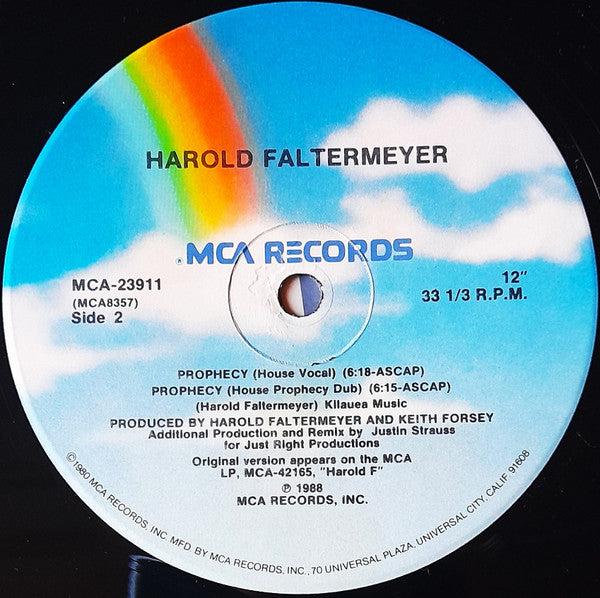 HAROLD FALTERMEYER
® MCA RECORDS
MCA-23911
(MCA8357)
Side 2
12"
33 1/3 R.P.M.
PROPHECY (House Vocal) (6:18-ASCAP)
PROPHECY (House Prophecy Dub) (6:15-ASCAP)
(Harold Faltermeyer) Kilauea Music
PRODUCED BY HAROLD FALTERMEYER AND KEITH FORSEY
Additional Production and Remix by Justin Strauss
for Just Right Productions
Original version appears on the MCA
LP, MCA-42165, "Harold F"
℗ 1988
MCA RECORDS, INC.
©1980 MCA RECORDS, INC. MFD. BY MCA RECORDS, INC., 70 UNIVERSAL PLAZA, UNIVERSAL CITY, CALIF. 91608